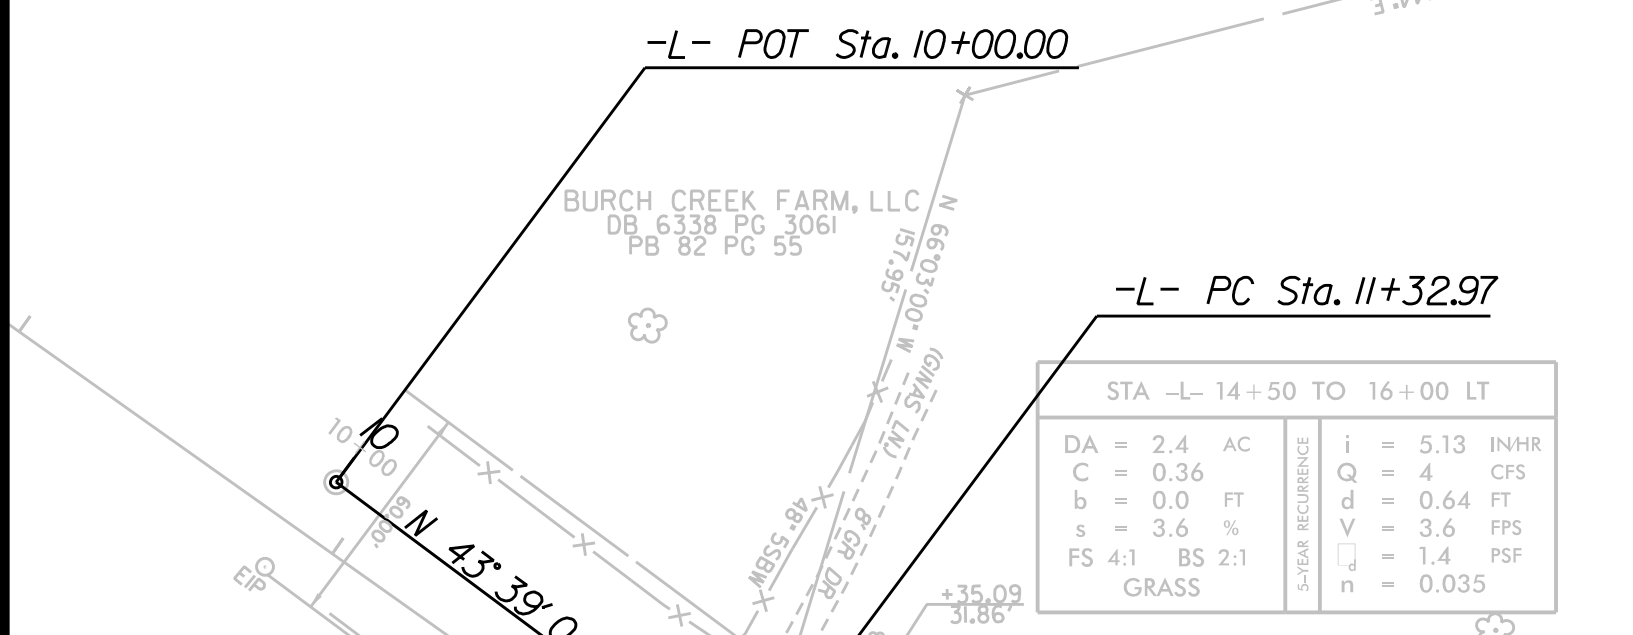 -L- POT Sta. 10+00.00
BURCH CREEK FARM, LLC
DB 6338 PG 3061
PB 82 PG 55
N 66°03'00" W
157.95'
(GINAS LN.)
-L- PC Sta. 11+32.97
STA -L- 14+50 TO 16+00 LT
DA = 2.4 AC
C = 0.36
b = 0.0 FT
s = 3.6 %
FS 4:1 BS 2:1
GRASS
5-YEAR RECURRENCE
i = 5.13 IN/HR
Q = 4 CFS
d = 0.64 FT
V = 3.6 FPS
d = 1.4 PSF
n = 0.035
10
10+00
60.00'
N 43°39'0
EIP
48" 5SBW
8' GR DR
+35.09
31.86'